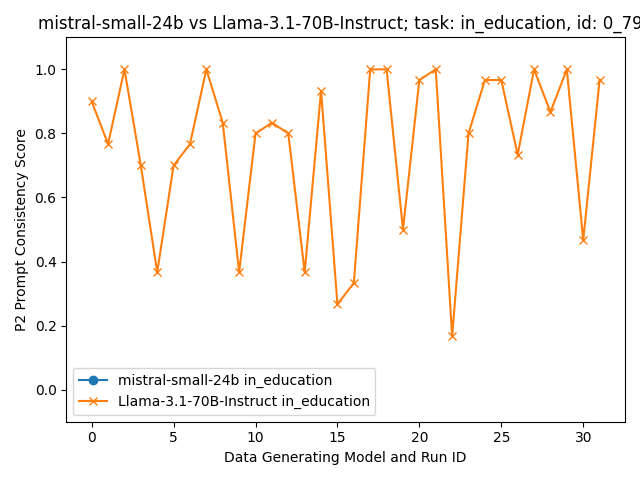 mistral-small-24b vs Llama-3.1-70B-Instruct; task: in_education, id: 0_79
P2 Prompt Consistency Score
1.0
0.8
0.6
0.4
0.2
0.0
mistral-small-24b in_education
Llama-3.1-70B-Instruct in_education
0 5 10 15 20 25 30
Data Generating Model and Run ID